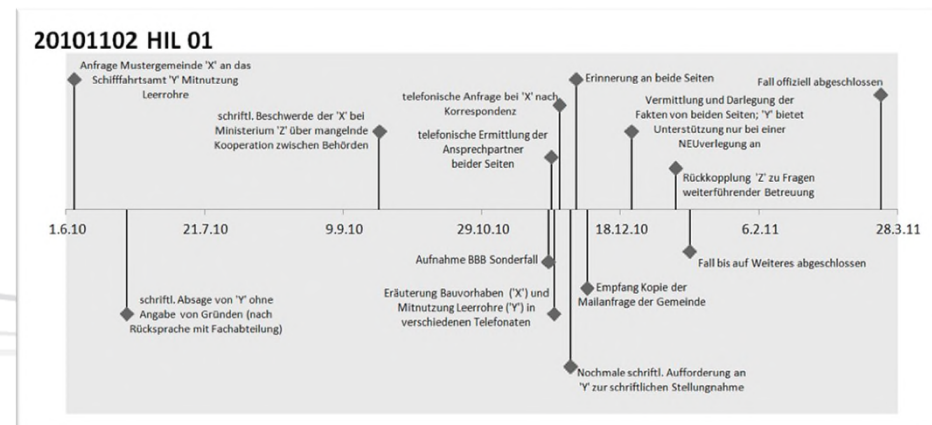 20101102 HIL 01
Anfrage Mustergemeinde 'X' an das
Schifffahrtsamt 'Y' Mitnutzung
Leerrohre
schriftl. Beschwerde der 'X' bei
Ministerium 'Z' über mangelnde
Kooperation zwischen Behörden
telefonische Anfrage bei 'X' nach
Korrespondenz
telefonische Ermittlung der
Ansprechpartner
beider Seiten
Erinnerung an beide Seiten
Vermittlung und Darlegung der
Fakten von beiden Seiten; 'Y' bietet
Unterstützung nur bei einer
NEUverlegung an
Fall offiziell abgeschlossen
Rückkopplung 'Z' zu Fragen
weiterführender Betreuung
1.6.10 21.7.10 9.9.10 29.10.10 18.12.10 6.2.11 28.3.11
schriftl. Absage von 'Y' ohne
Angabe von Gründen (nach
Rücksprache mit Fachabteilung)
Aufnahme BBB Sonderfall
Eräuterung Bauvorhaben ('X') und
Mitnutzung Leerrohre ('Y') in
verschiedenen Telefonaten
Fall bis auf Weiteres abgeschlossen
Empfang Kopie der
Mailanfrage der Gemeinde
Nochmale schriftl. Aufforderung an
'Y' zur schriftlichen Stellungnahme